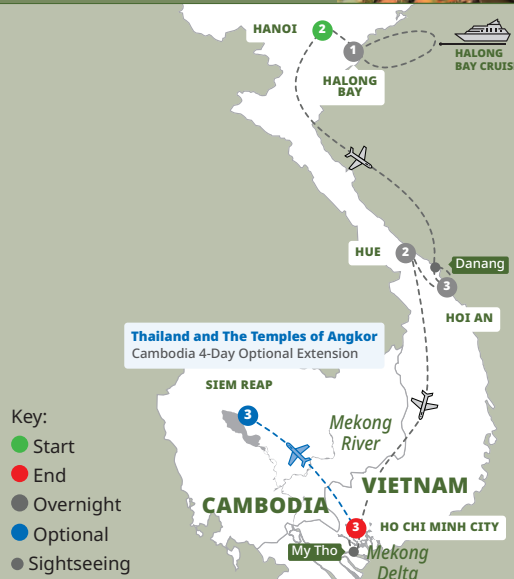 HANOI
2
1
HALONG
BAY
HALONG
BAY CRUIS
HUE
2
Danang
3
HOI AN
Thailand and The Temples of Angkor
Cambodia 4-Day Optional Extension
SIEM REAP
3
Mekong
River
Key:
Start
End
Overnight
Optional
Sightseeing
VIETNAM
CAMBODIA
3
HO CHI MINH CITY
My Tho
Mekong
Delta